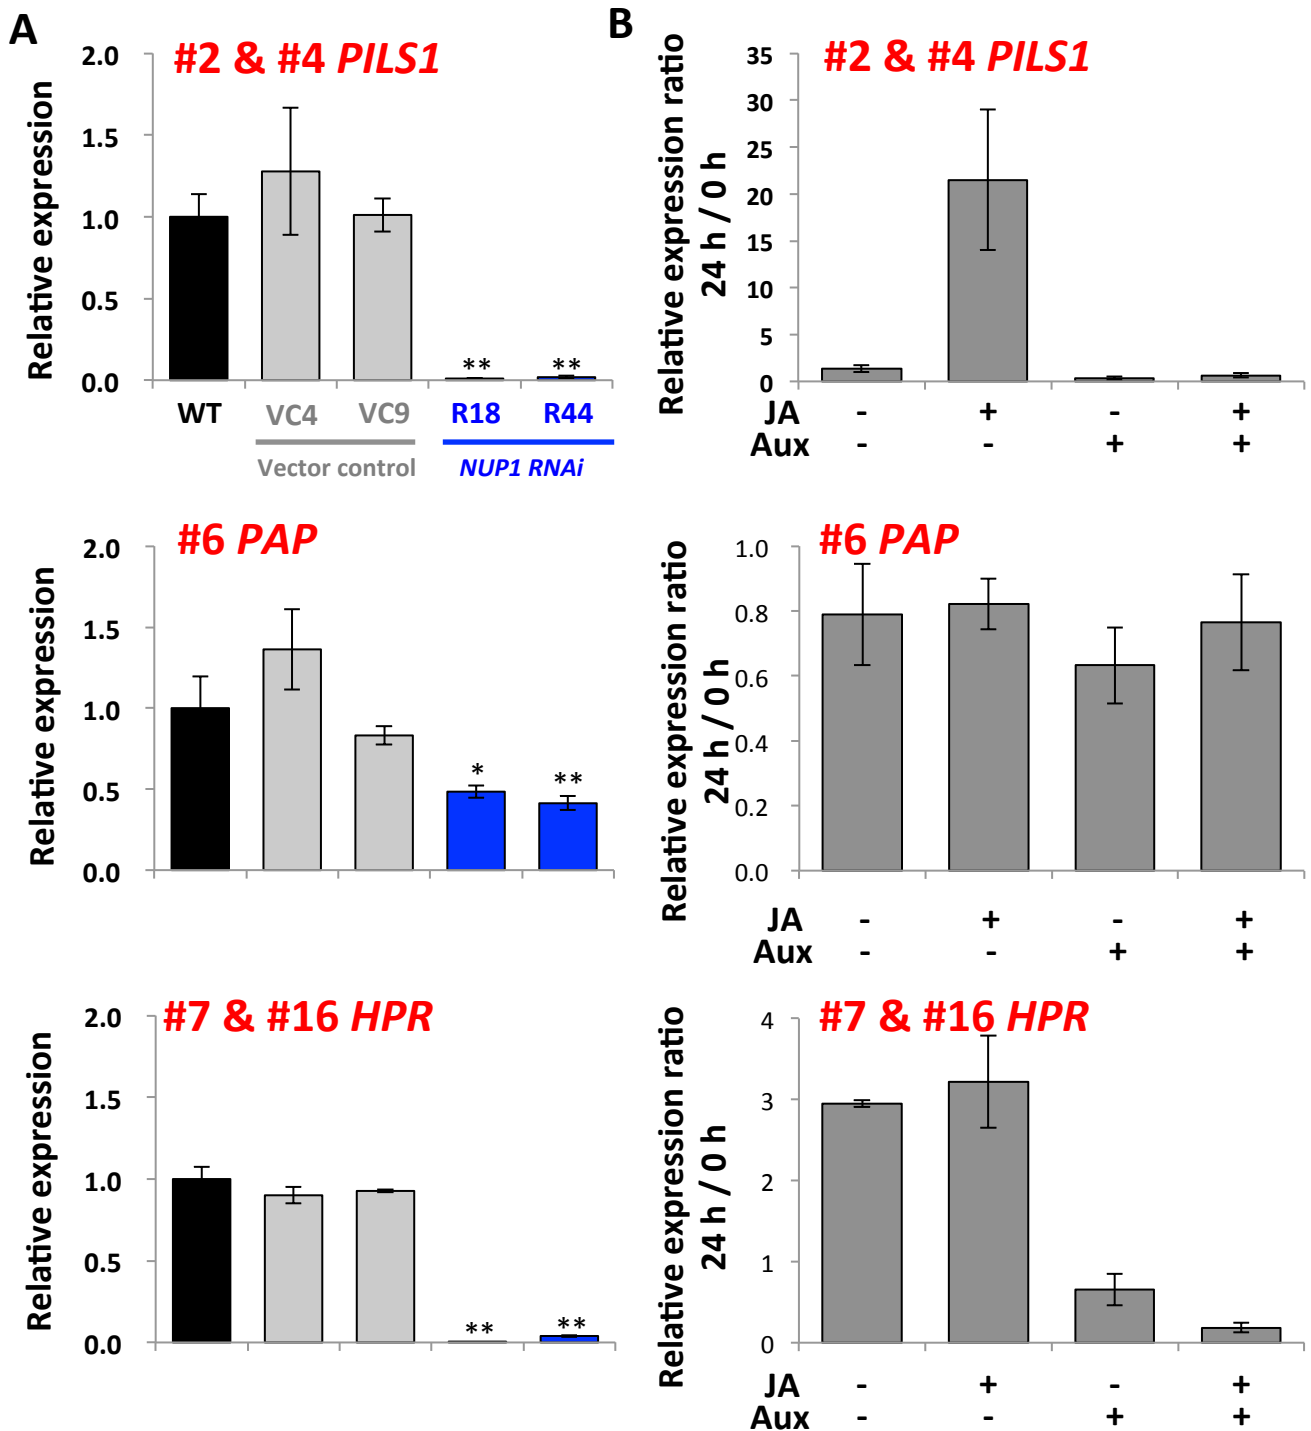 A
#2 & #4 PILS1
Relative expression
2.0
1.5
1.0
0.5
0.0
** **
WT VC4 VC9 R18 R44
Vector control NUP1 RNAi
B
#2 & #4 PILS1
Relative expression ratio
24 h / 0 h
35
30
25
20
15
10
5
0
JA - + - +
Aux - - + +
#6 PAP
Relative expression
2.0
1.5
1.0
0.5
0.0
* **
#6 PAP
Relative expression ratio
24 h / 0 h
1.0
0.8
0.6
0.4
0.2
0.0
JA - + - +
Aux - - + +
#7 & #16 HPR
Relative expression
2.0
1.5
1.0
0.5
0.0
** **
#7 & #16 HPR
Relative expression ratio
24 h / 0 h
4
3
2
1
0
JA - + - +
Aux - - + +